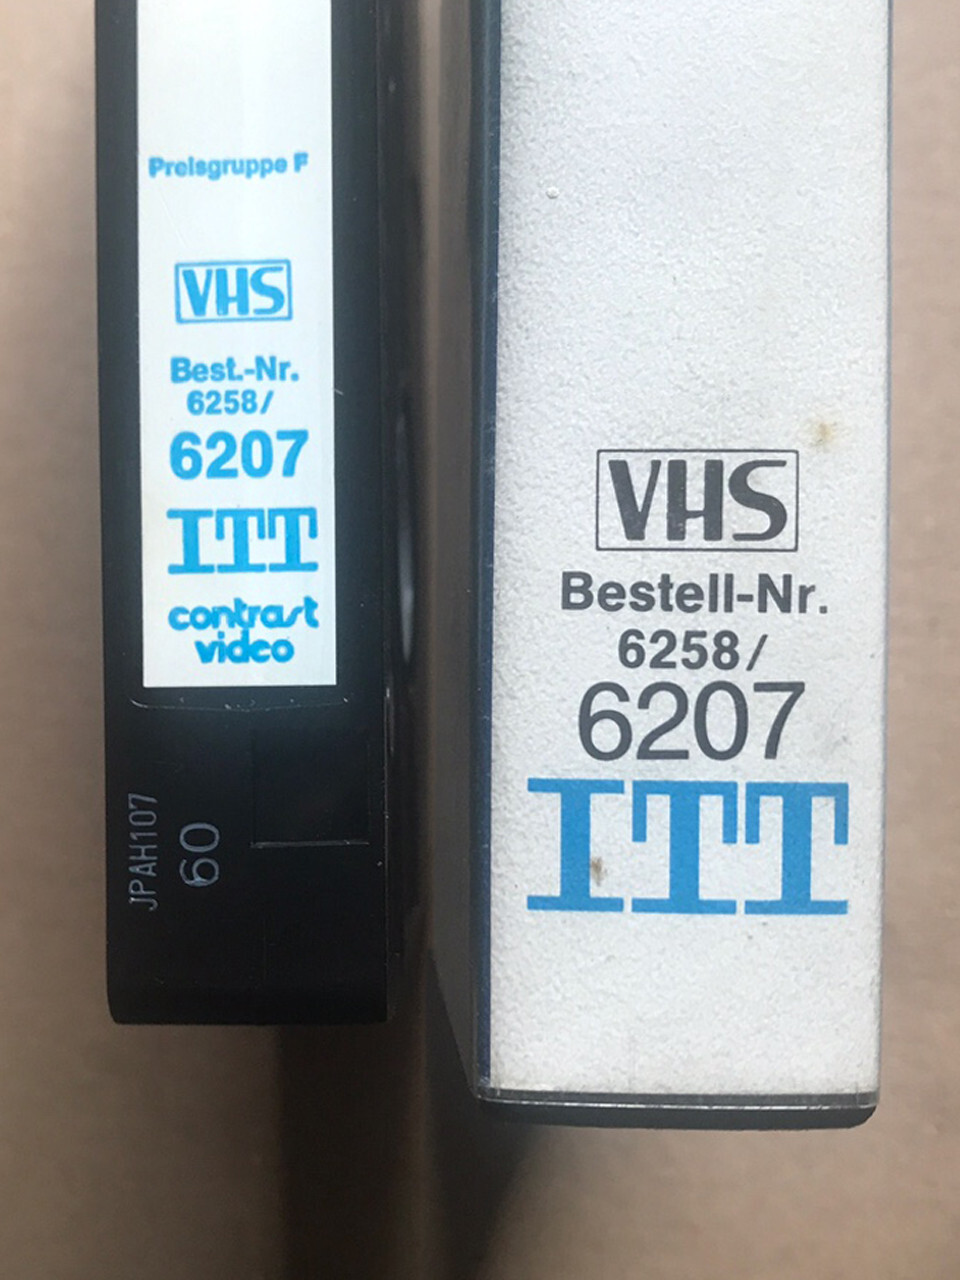 Preisgruppe F
VHS
Best.-Nr.
6258/
6207
ITT
contrast
video
JPAH107
60
VHS
Bestell-Nr.
6258/
6207
ITT